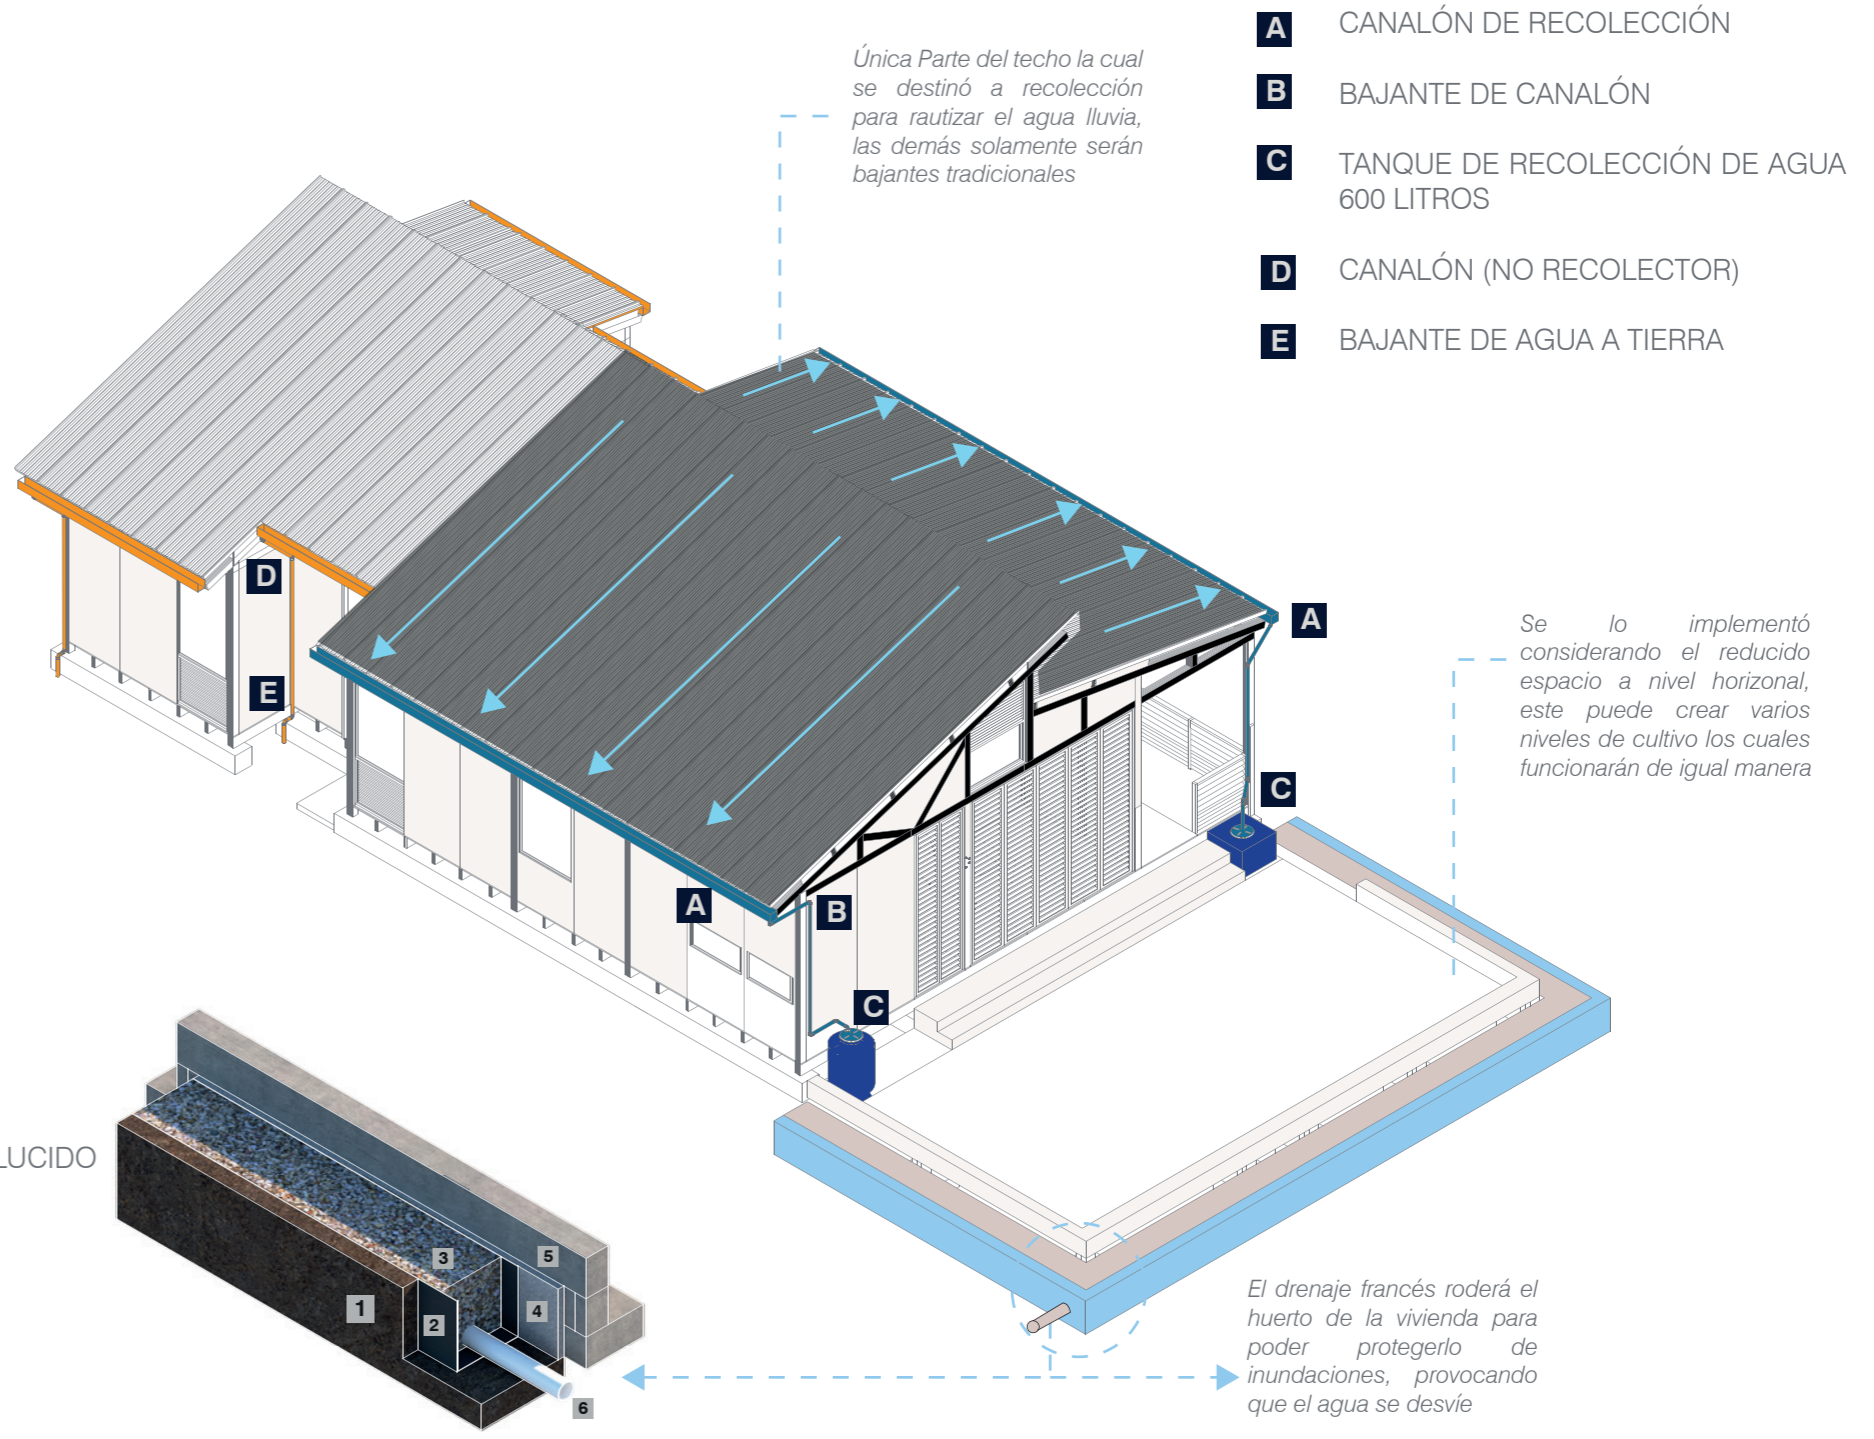 A CANALÓN DE RECOLECCIÓN
B BAJANTE DE CANALÓN
C TANQUE DE RECOLECCIÓN DE AGUA
600 LITROS
D CANALÓN (NO RECOLECTOR)
E BAJANTE DE AGUA A TIERRA
Única Parte del techo la cual
se destinó a recolección
para rautizar el agua lluvia,
las demás solamente serán
bajantes tradicionales
D
E
A
Se lo implementó
considerando el reducido
espacio a nivel horizonal,
este puede crear varios
niveles de cultivo los cuales
funcionarán de igual manera
C
A
B
C
LUCIDO
3
5
1
2
4
6
El drenaje francés roderá el
huerto de la vivienda para
poder protegerlo de
inundaciones, provocando
que el agua se desvíe